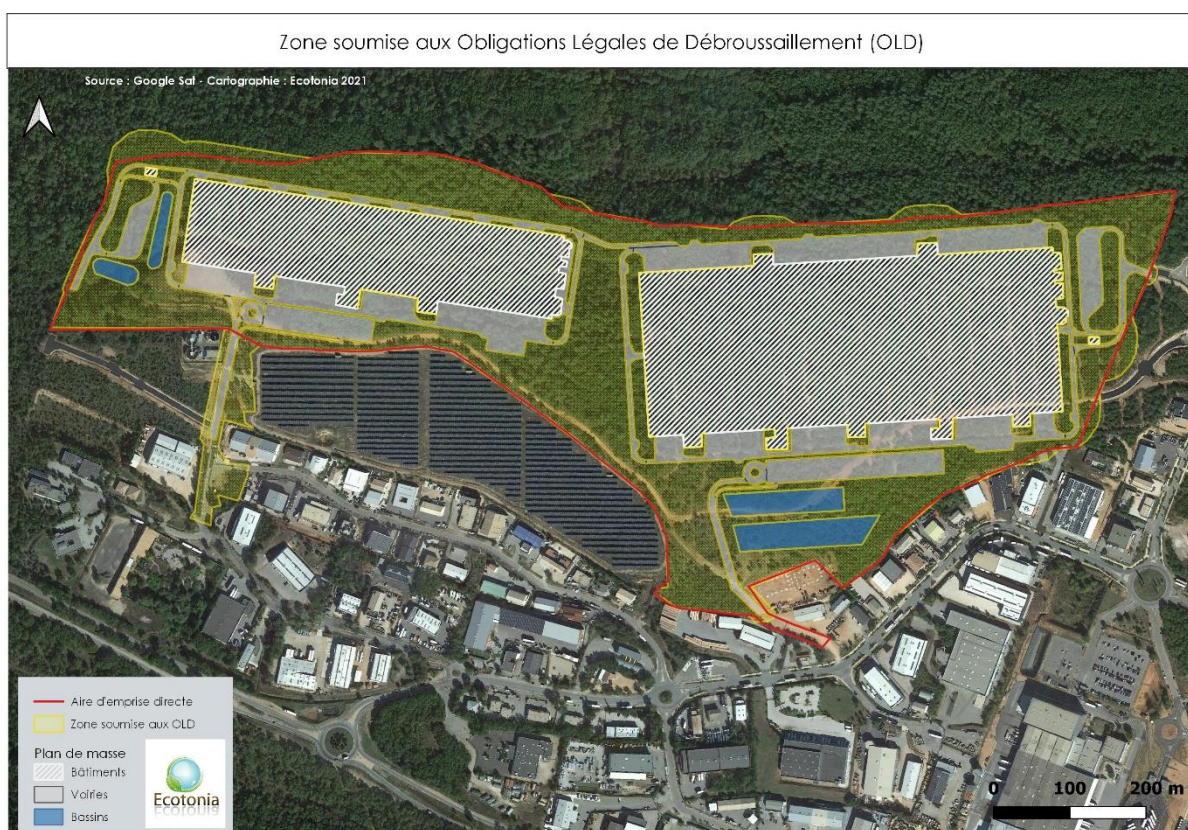 Zone soumise aux Obligations Légales de Débroussaillement (OLD)
Source : Google Sat - Cartographie : Ecotonia 2021
Aire d'emprise directe
Zone soumise aux OLD
Plan de masse
Bâtiments
Voiries
Bassins
Ecotonia
0 100 200 m